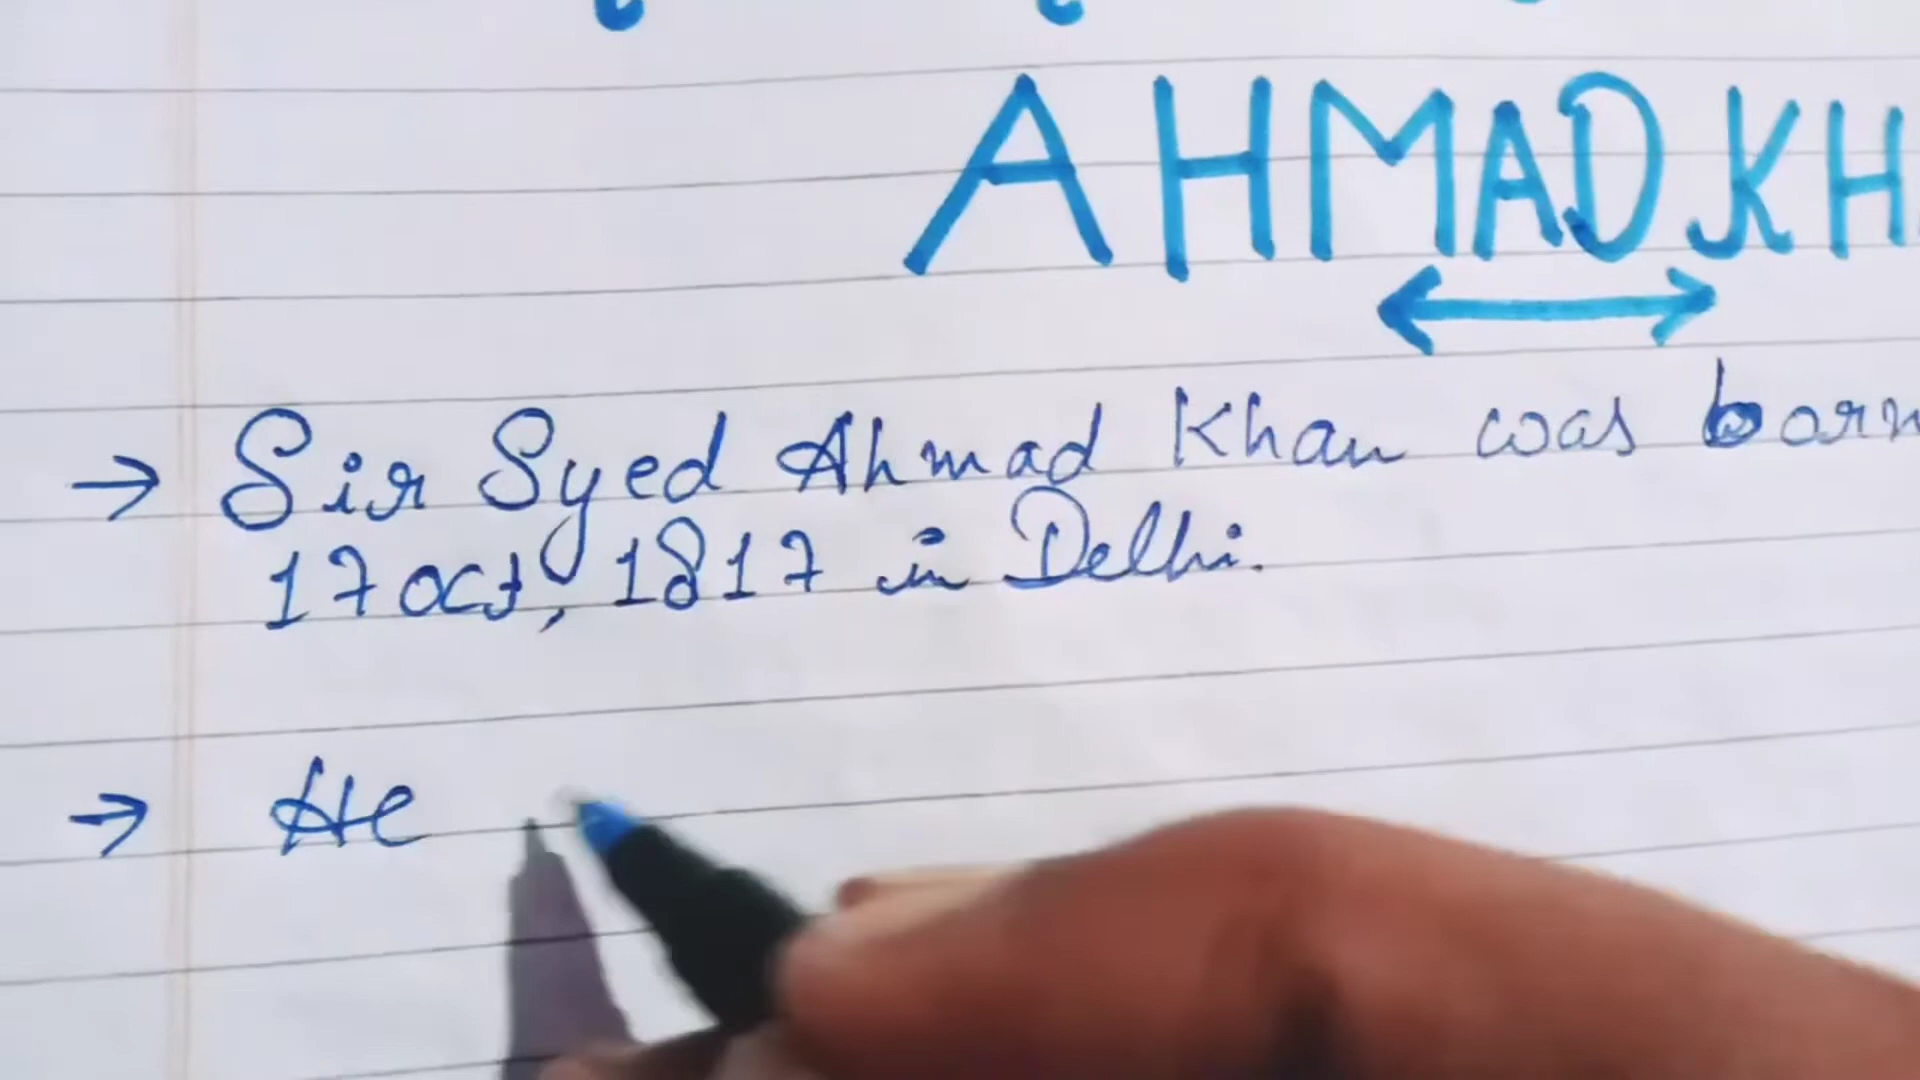 AHMAD KH
→ Sir Syed Ahmad Khan was born
17 oct, 1817 in Delhi.
→ He